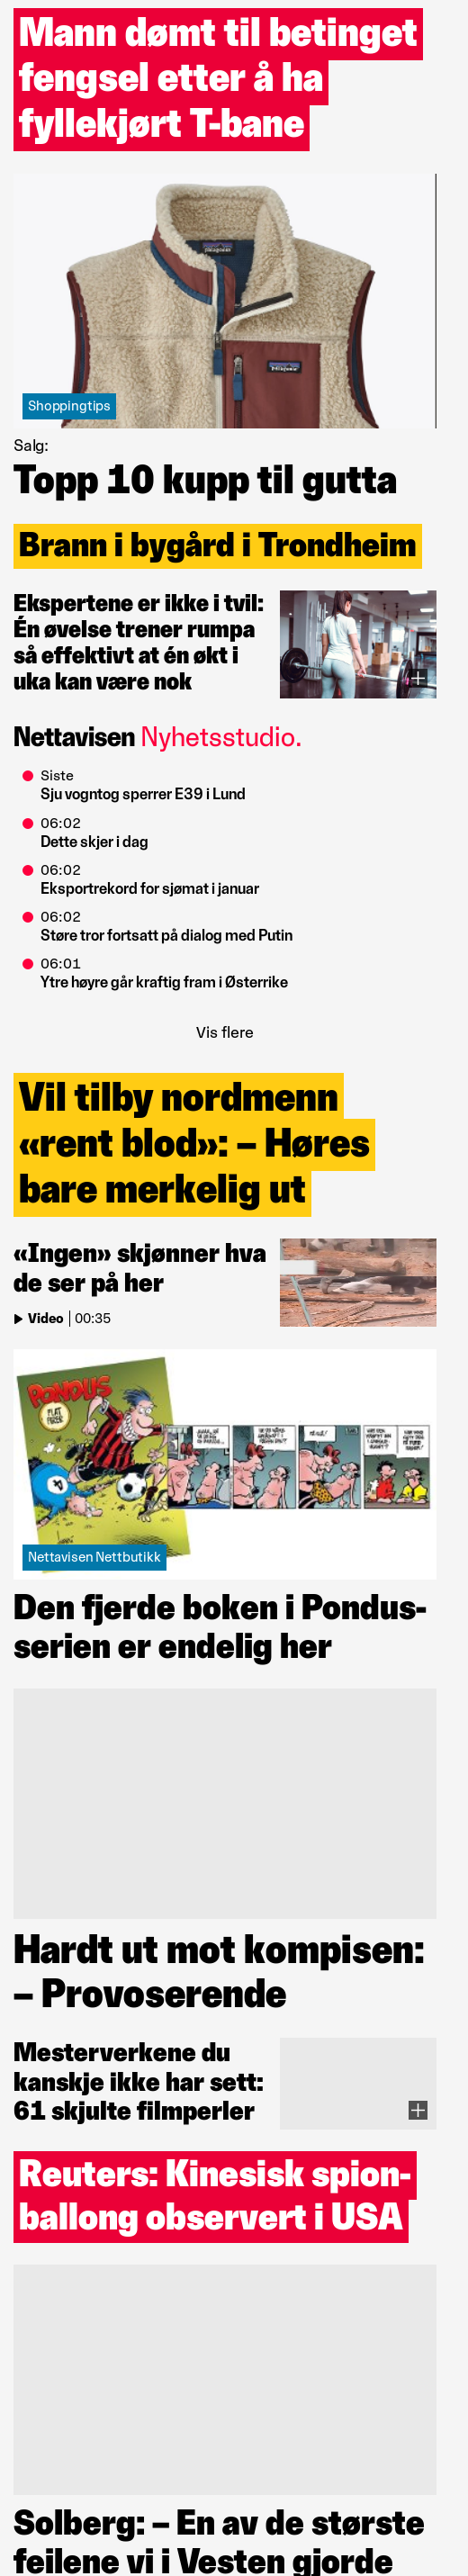 Mann dømt til betinget
fengsel etter å ha
fyllekjørt T-bane
patagonia
Patagonia
Shoppingtips
Salg:
Topp 10 kupp til gutta
Brann i bygård i Trondheim
Ekspertene er ikke i tvil:
Én øvelse trener rumpa
så effektivt at én økt i
uka kan være nok
Nettavisen Nyhetsstudio.
Siste
Sju vogntog sperrer E39 i Lund
06:02
Dette skjer i dag
06:02
Eksportrekord for sjømat i januar
06:02
Støre tror fortsatt på dialog med Putin
06:01
Ytre høyre går kraftig fram i Østerrike
Vis flere
Vil tilby nordmenn
«rent blod»: – Høres
bare merkelig ut
«Ingen» skjønner hva
de ser på her
Video | 00:35
PONDUS
FLAT
FIRER
Nettavisen Nettbutikk
Den fjerde boken i Pondus-
serien er endelig her
Hardt ut mot kompisen:
– Provoserende
Mesterverkene du
kanskje ikke har sett:
61 skjulte filmperler
Reuters: Kinesisk spion-
ballong observert i USA
Solberg: – En av de største
feilene vi i Vesten gjorde